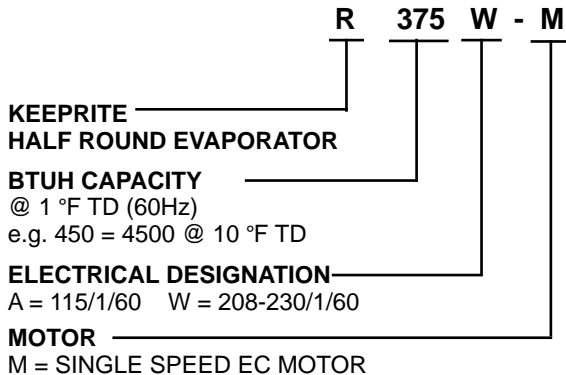 R 375 W - M
KEEPRITE
HALF ROUND EVAPORATOR
BTUH CAPACITY
@ 1 °F TD (60Hz)
e.g. 450 = 4500 @ 10 °F TD
ELECTRICAL DESIGNATION
A = 115/1/60 W = 208-230/1/60
MOTOR
M = SINGLE SPEED EC MOTOR